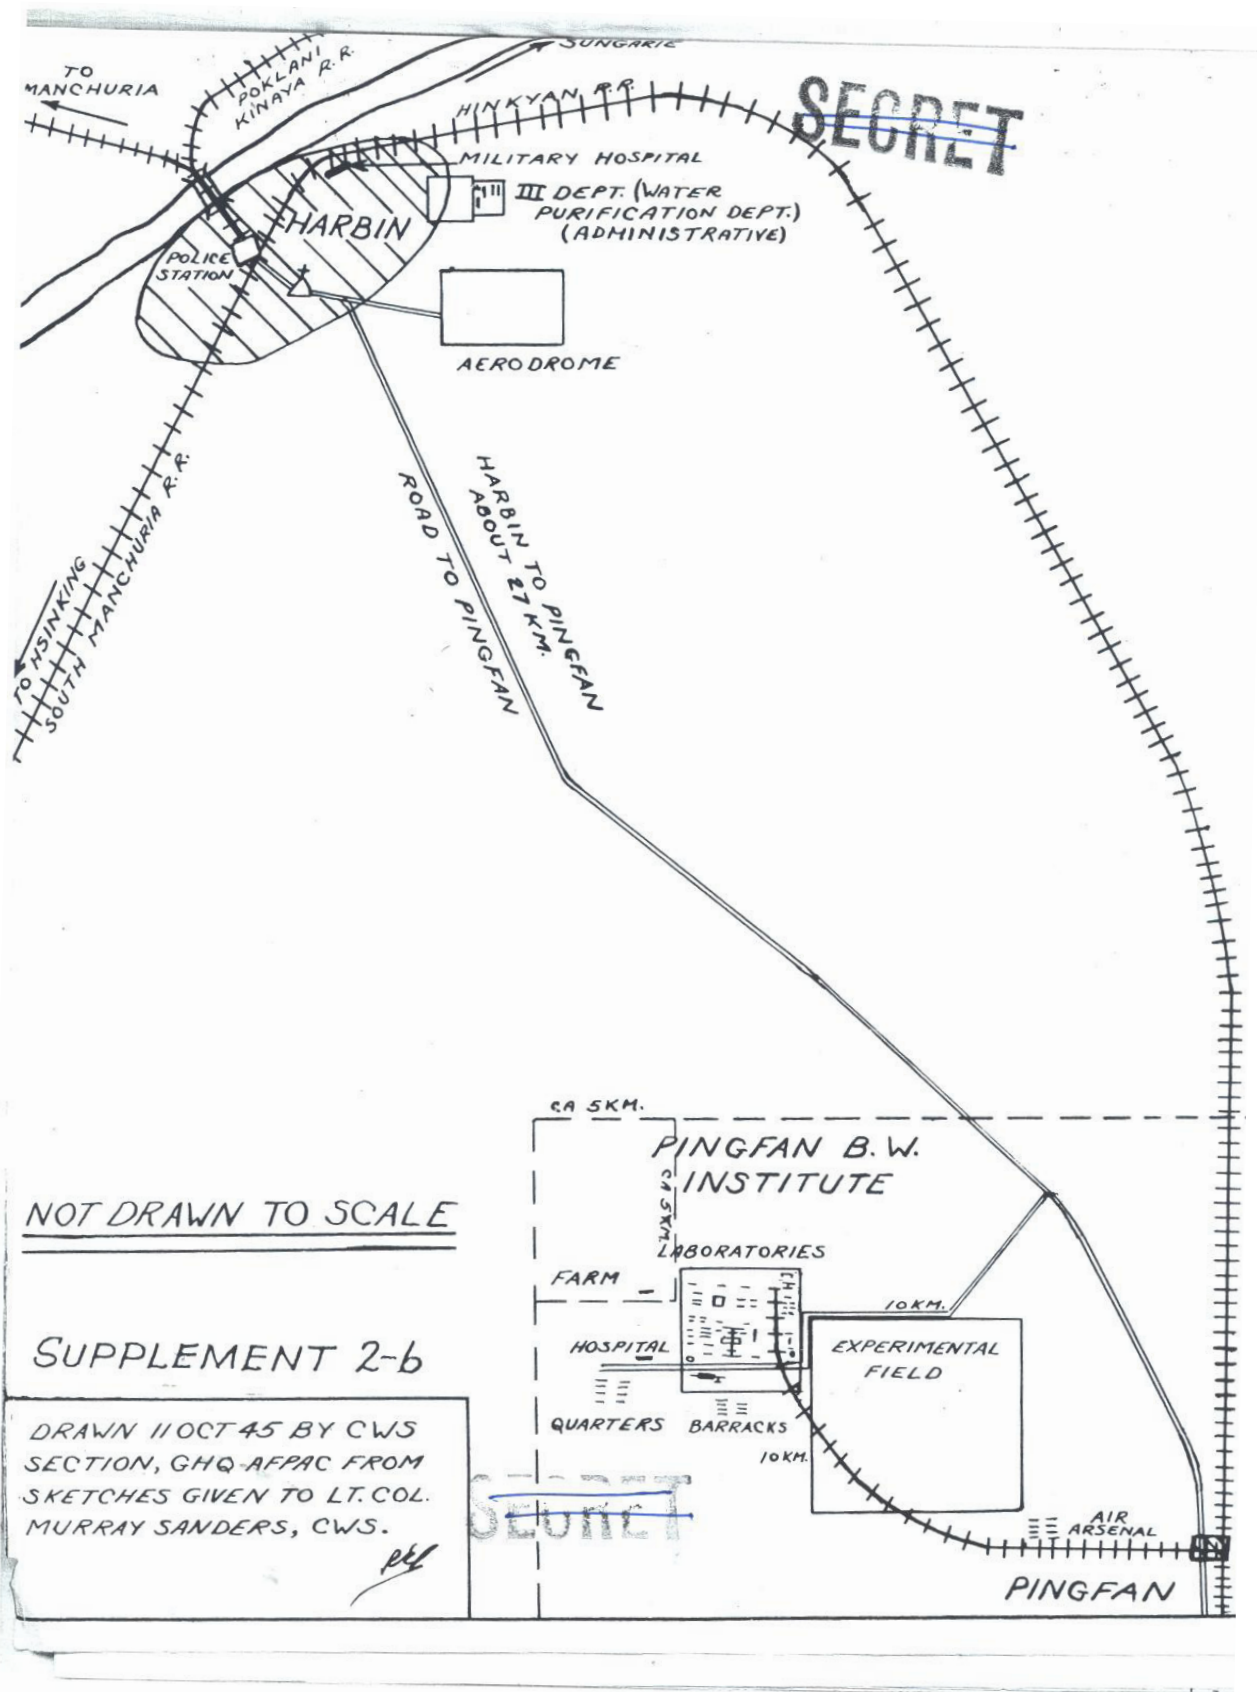 SUNGARIE
TO
MANCHURIA
POKLANI
KINAYA R.R.
HINKYAN R.R.
SECRET
MILITARY HOSPITAL
III DEPT. (WATER
PURIFICATION DEPT.)
(ADMINISTRATIVE)
HARBIN
POLICE
STATION
AERODROME
HARBIN TO PINGFAN
ABOUT 27 KM.
ROAD TO PINGFAN
TO HSINKING
SOUTH MANCHURIA R.R.
CA 5KM.
PINGFAN B.W.
INSTITUTE
CA 5KM.
NOT DRAWN TO SCALE
LABORATORIES
FARM
10KM.
HOSPITAL
EXPERIMENTAL
FIELD
SUPPLEMENT 2-b
QUARTERS
BARRACKS
10KM.
DRAWN 11 OCT 45 BY CWS
SECTION, GHQ-AFPAC FROM
SKETCHES GIVEN TO LT. COL.
MURRAY SANDERS, CWS.
SECRET
AIR
ARSENAL
PINGFAN